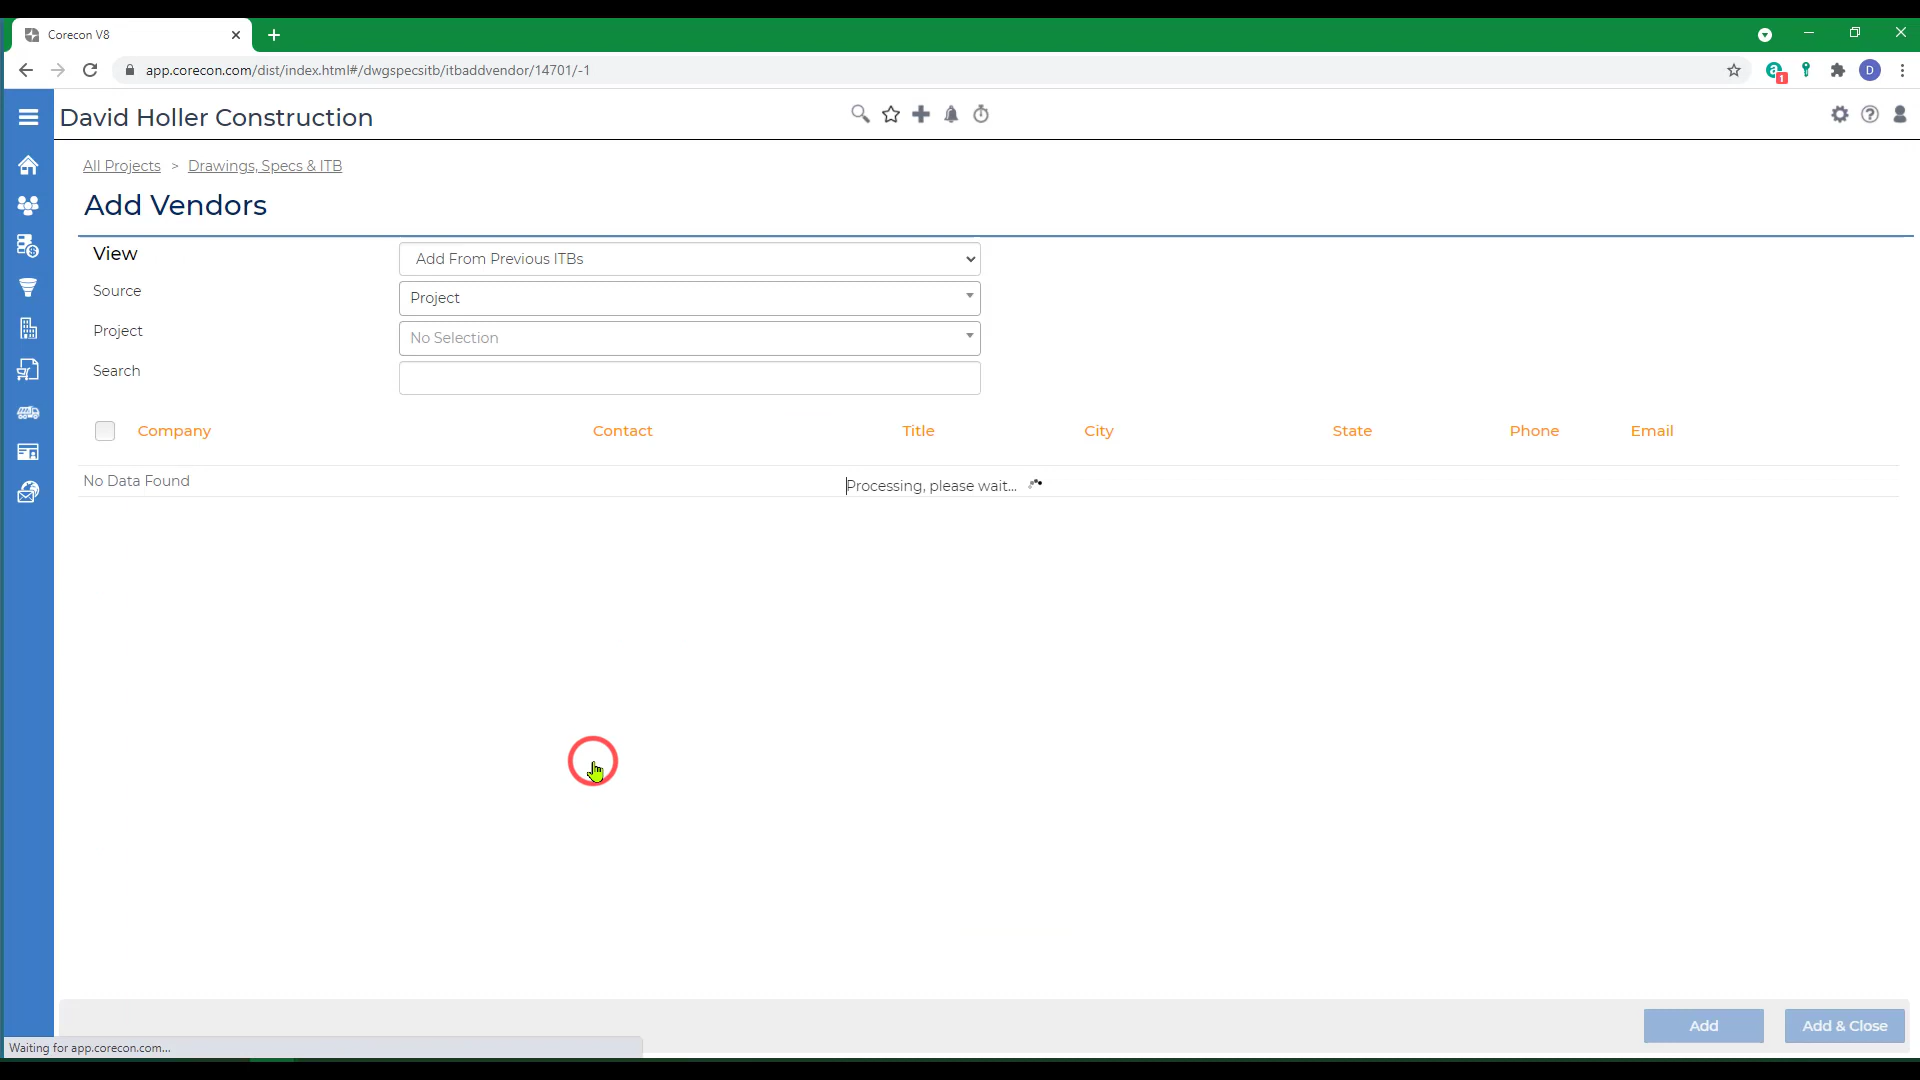 Corecon V8
app.corecon.com/dist/index.html#/dwgspecsitb/itbaddvendor/14701/-1
a
1
D
David Holler Construction
All Projects > Drawings, Specs & ITB
Add Vendors
View
Add From Previous ITBs
Source
Project
Project
No Selection
Search
Company Contact Title City State Phone Email
No Data Found
Processing, please wait...
Add
Add & Close
Waiting for app.corecon.com...